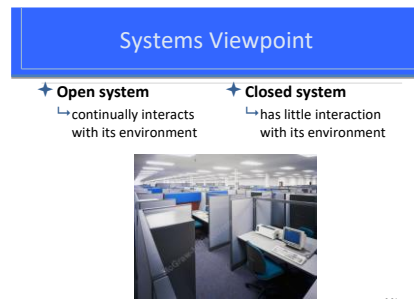 Systems Viewpoint
Open system
continually interacts
with its environment
Closed system
has little interaction
with its environment